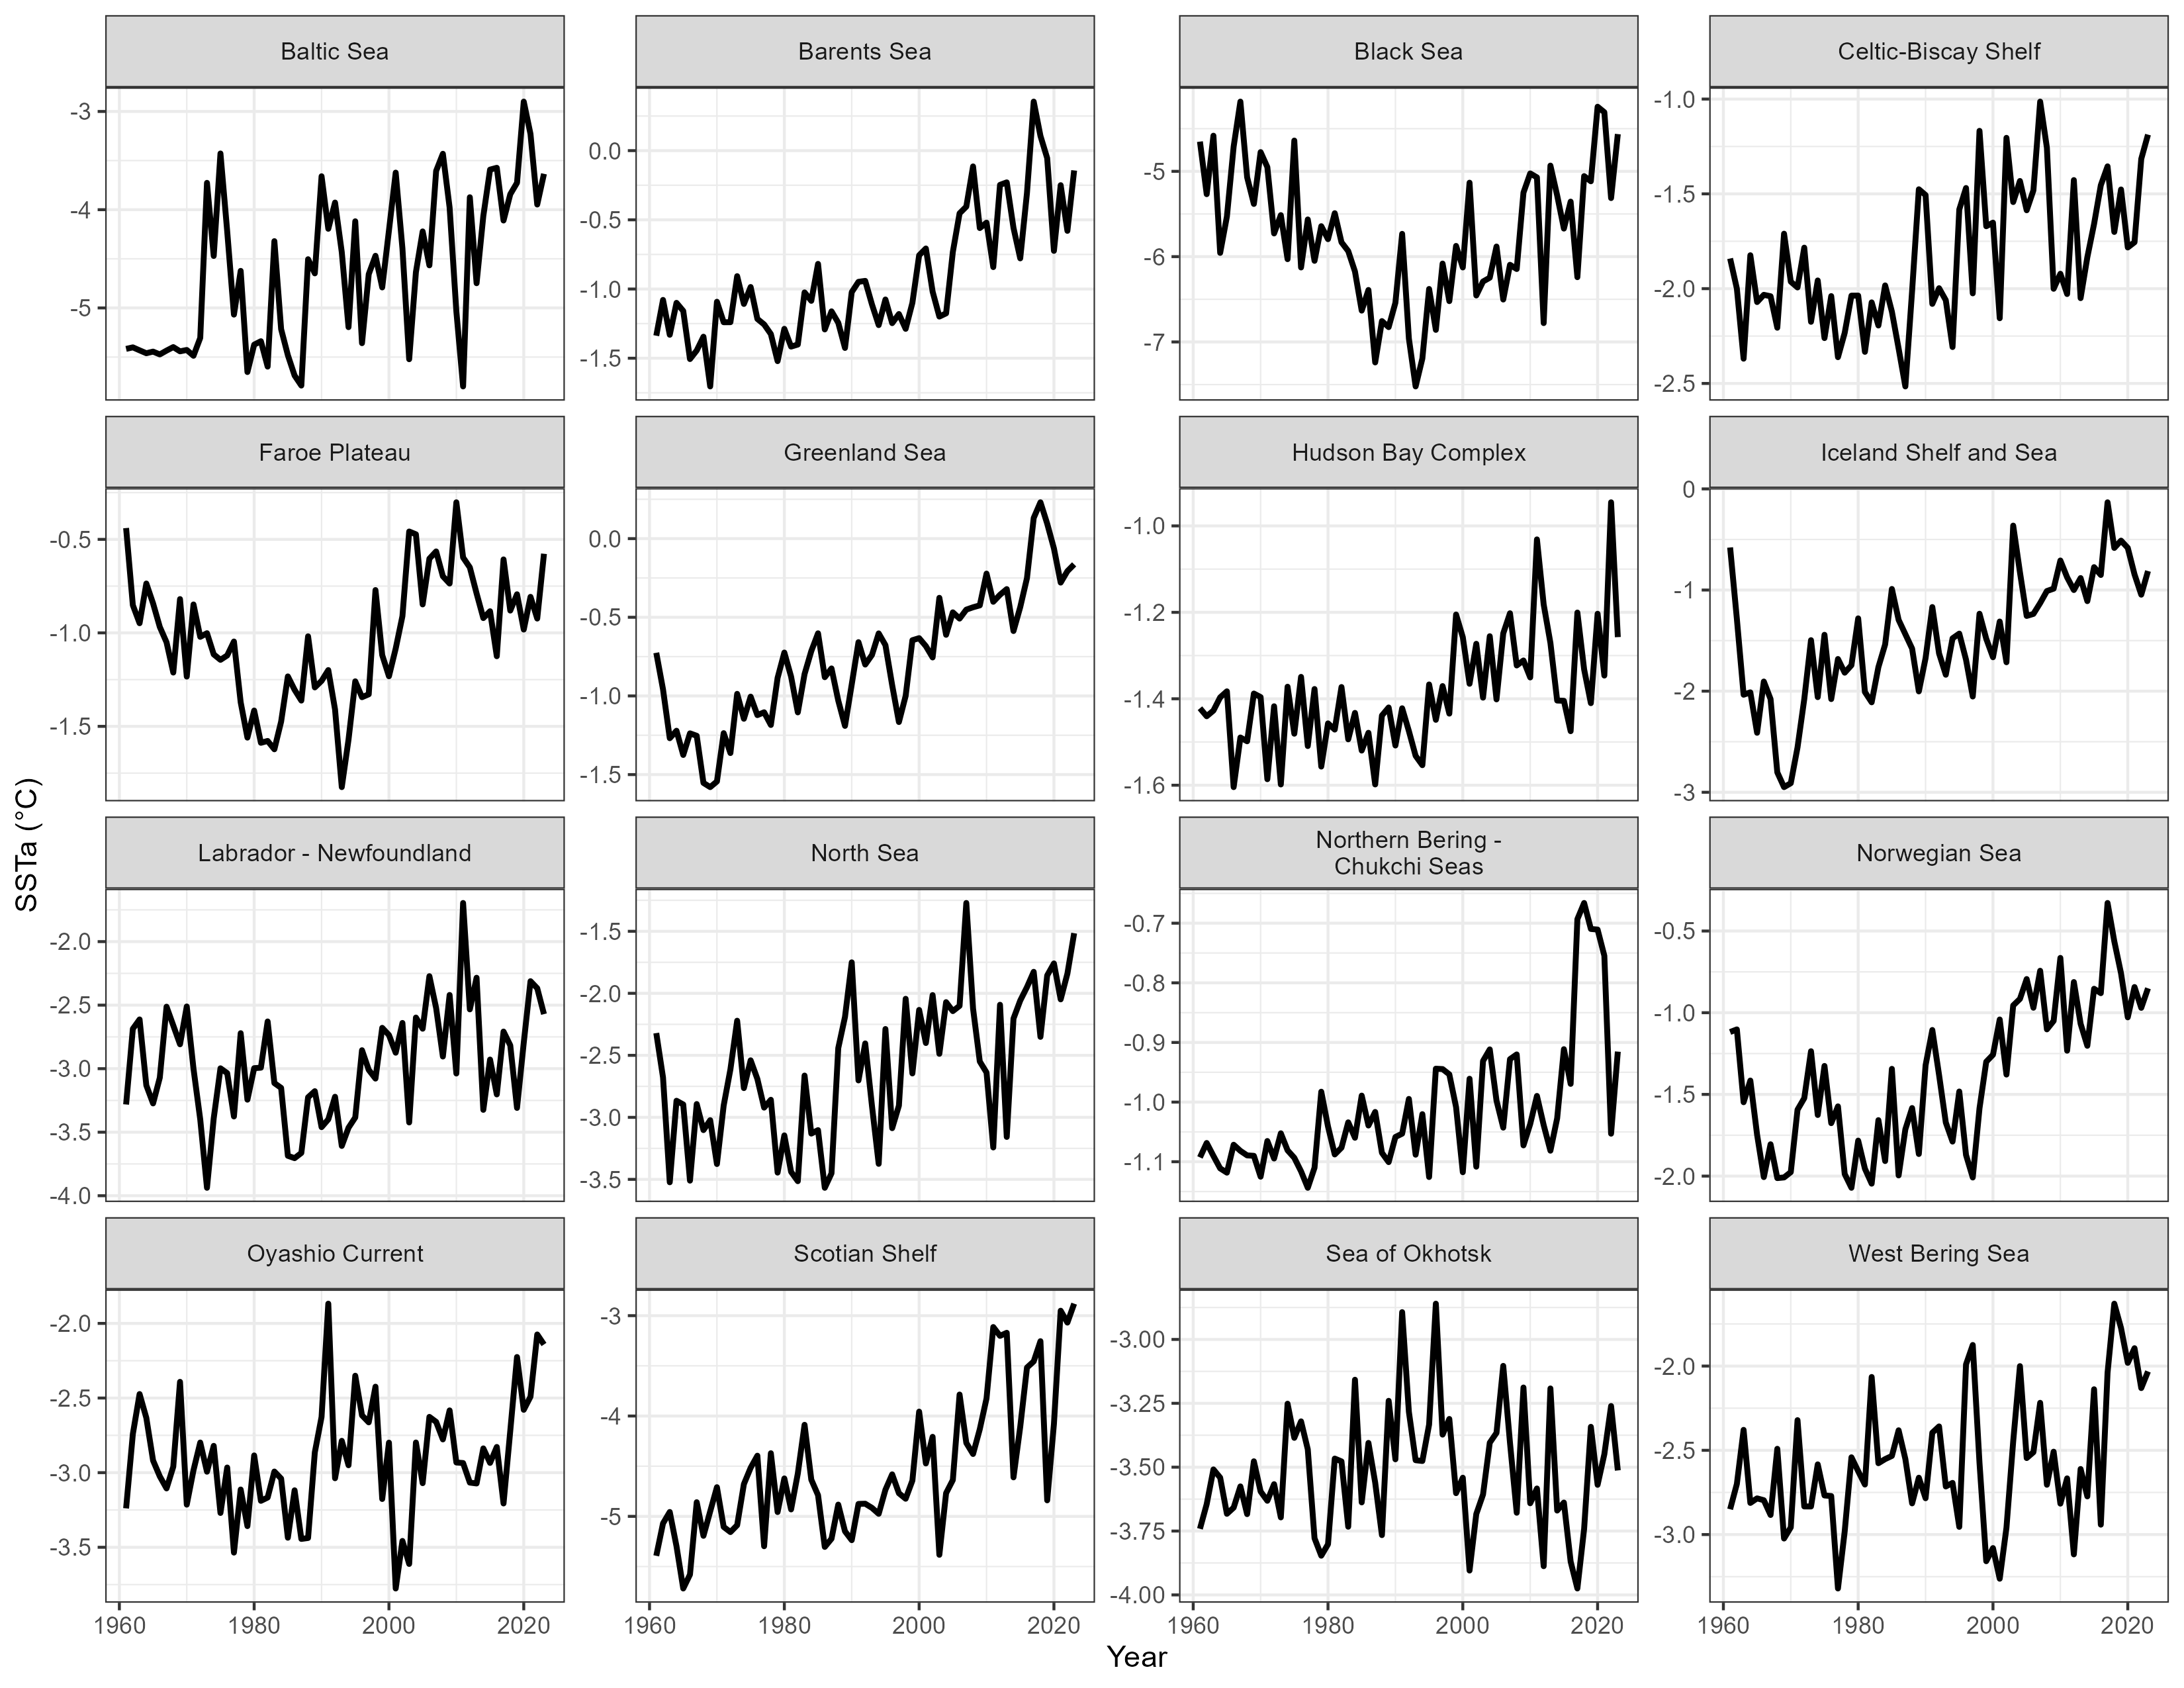 Baltic Sea
Barents Sea
Black Sea
Celtic-Biscay Shelf
-3
-4
-5
0.0
-0.5
-1.0
-1.5
-5
-6
-7
-1.0
-1.5
-2.0
-2.5
Faroe Plateau
Greenland Sea
Hudson Bay Complex
Iceland Shelf and Sea
-0.5
-1.0
-1.5
0.0
-0.5
-1.0
-1.5
-1.0
-1.2
-1.4
-1.6
0
-1
-2
-3
SSTa (°C)
Labrador - Newfoundland
North Sea
Northern Bering -
Chukchi Seas
Norwegian Sea
-2.0
-2.5
-3.0
-3.5
-4.0
-1.5
-2.0
-2.5
-3.0
-3.5
-0.7
-0.8
-0.9
-1.0
-1.1
-0.5
-1.0
-1.5
-2.0
Oyashio Current
Scotian Shelf
Sea of Okhotsk
West Bering Sea
-2.0
-2.5
-3.0
-3.5
-3
-4
-5
-3.00
-3.25
-3.50
-3.75
-4.00
-2.0
-2.5
-3.0
1960 1980 2000 2020
1960 1980 2000 2020
1960 1980 2000 2020
1960 1980 2000 2020
Year